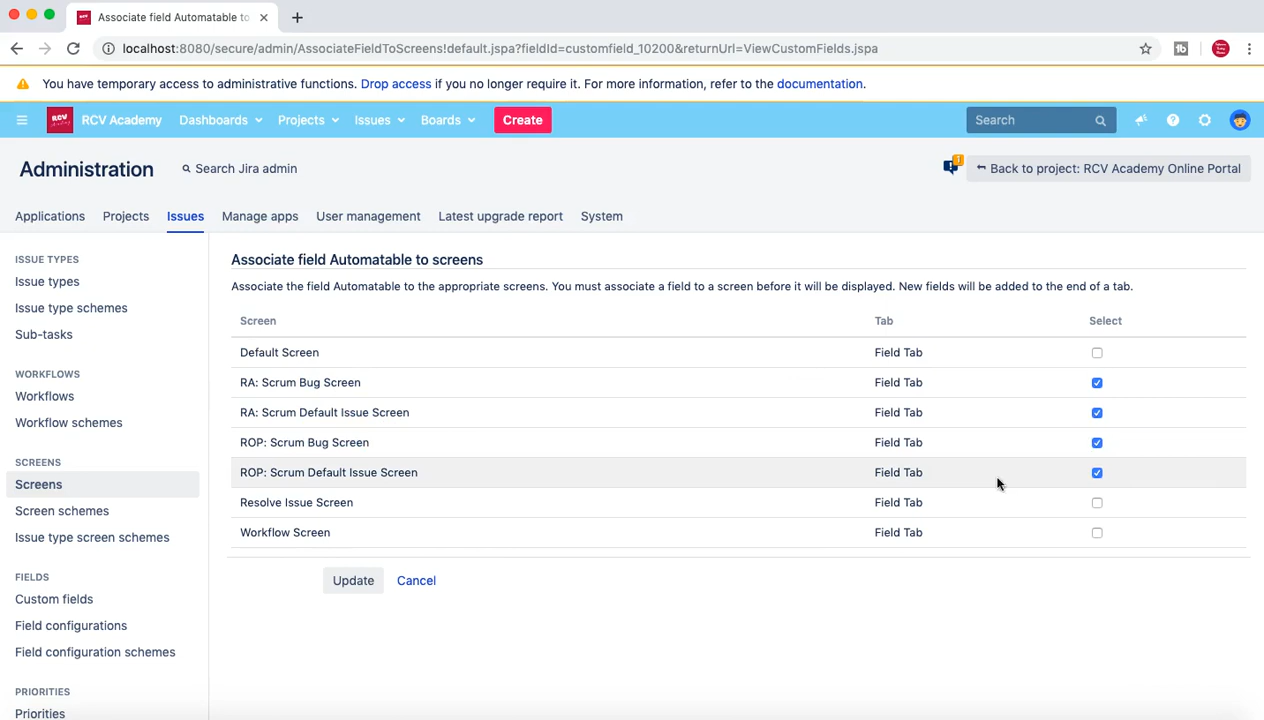 Associate field Automatable to
localhost:8080/secure/admin/AssociateFieldToScreens!default.jspa?fieldId=customfield_10200&returnUrl=ViewCustomFields.jspa
You have temporary access to administrative functions. Drop access if you no longer require it. For more information, refer to the documentation.
RCV Academy Dashboards Projects Issues Boards Create Search
Administration Search Jira admin Back to project: RCV Academy Online Portal
Applications Projects Issues Manage apps User management Latest upgrade report System
ISSUE TYPES
Issue types
Issue type schemes
Sub-tasks
WORKFLOWS
Workflows
Workflow schemes
SCREENS
Screens
Screen schemes
Issue type screen schemes
FIELDS
Custom fields
Field configurations
Field configuration schemes
PRIORITIES
Priorities
Associate field Automatable to screens
Associate the field Automatable to the appropriate screens. You must associate a field to a screen before it will be displayed. New fields will be added to the end of a tab.
Screen Tab Select
Default Screen Field Tab
RA: Scrum Bug Screen Field Tab
RA: Scrum Default Issue Screen Field Tab
ROP: Scrum Bug Screen Field Tab
ROP: Scrum Default Issue Screen Field Tab
Resolve Issue Screen Field Tab
Workflow Screen Field Tab
Update Cancel